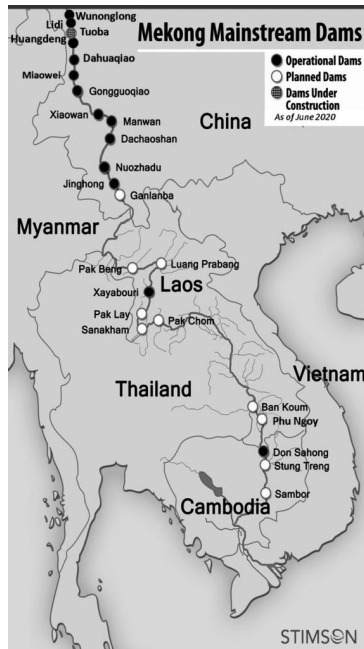 Mekong Mainstream Dams
Operational Dams
Planned Dams
Dams Under
Construction
As of June 2020
Wunonglong
Lidi
Tuoba
Huangdeng
Dahuaqiao
Miaowei
Gongguoqiao
Xiaowan
Manwan
Dachaoshan
China
Nuozhadu
Jinghong
Ganlanba
Myanmar
Pak Beng
Luang Prabang
Laos
Xayabouri
Pak Lay
Pak Chom
Sanakham
Thailand
Vietnam
Ban Koum
Phu Ngoy
Don Sahong
Stung Treng
Sambor
Cambodia
STIMSON